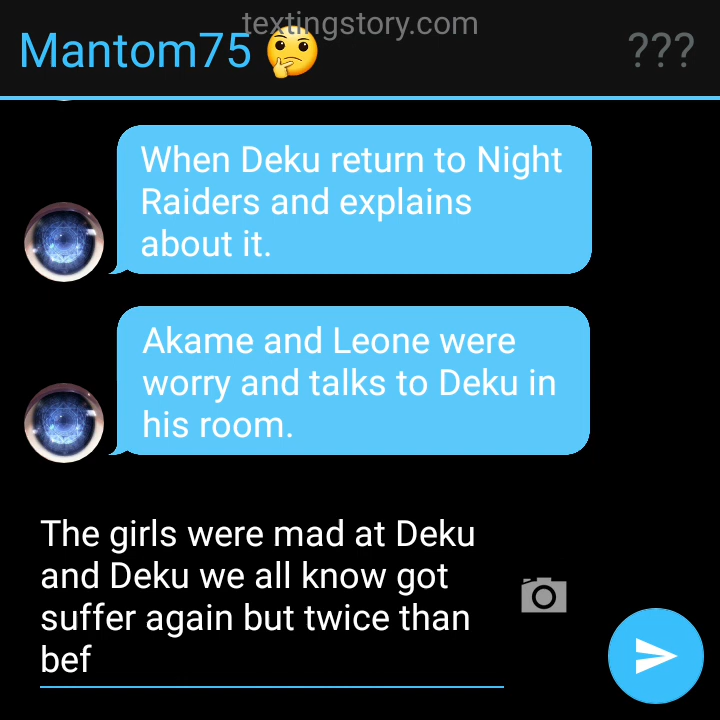 textingstory.com
Mantom75 🤔
???
When Deku return to Night
Raiders and explains
about it.
Akame and Leone were
worry and talks to Deku in
his room.
The girls were mad at Deku
and Deku we all know got
suffer again but twice than
bef